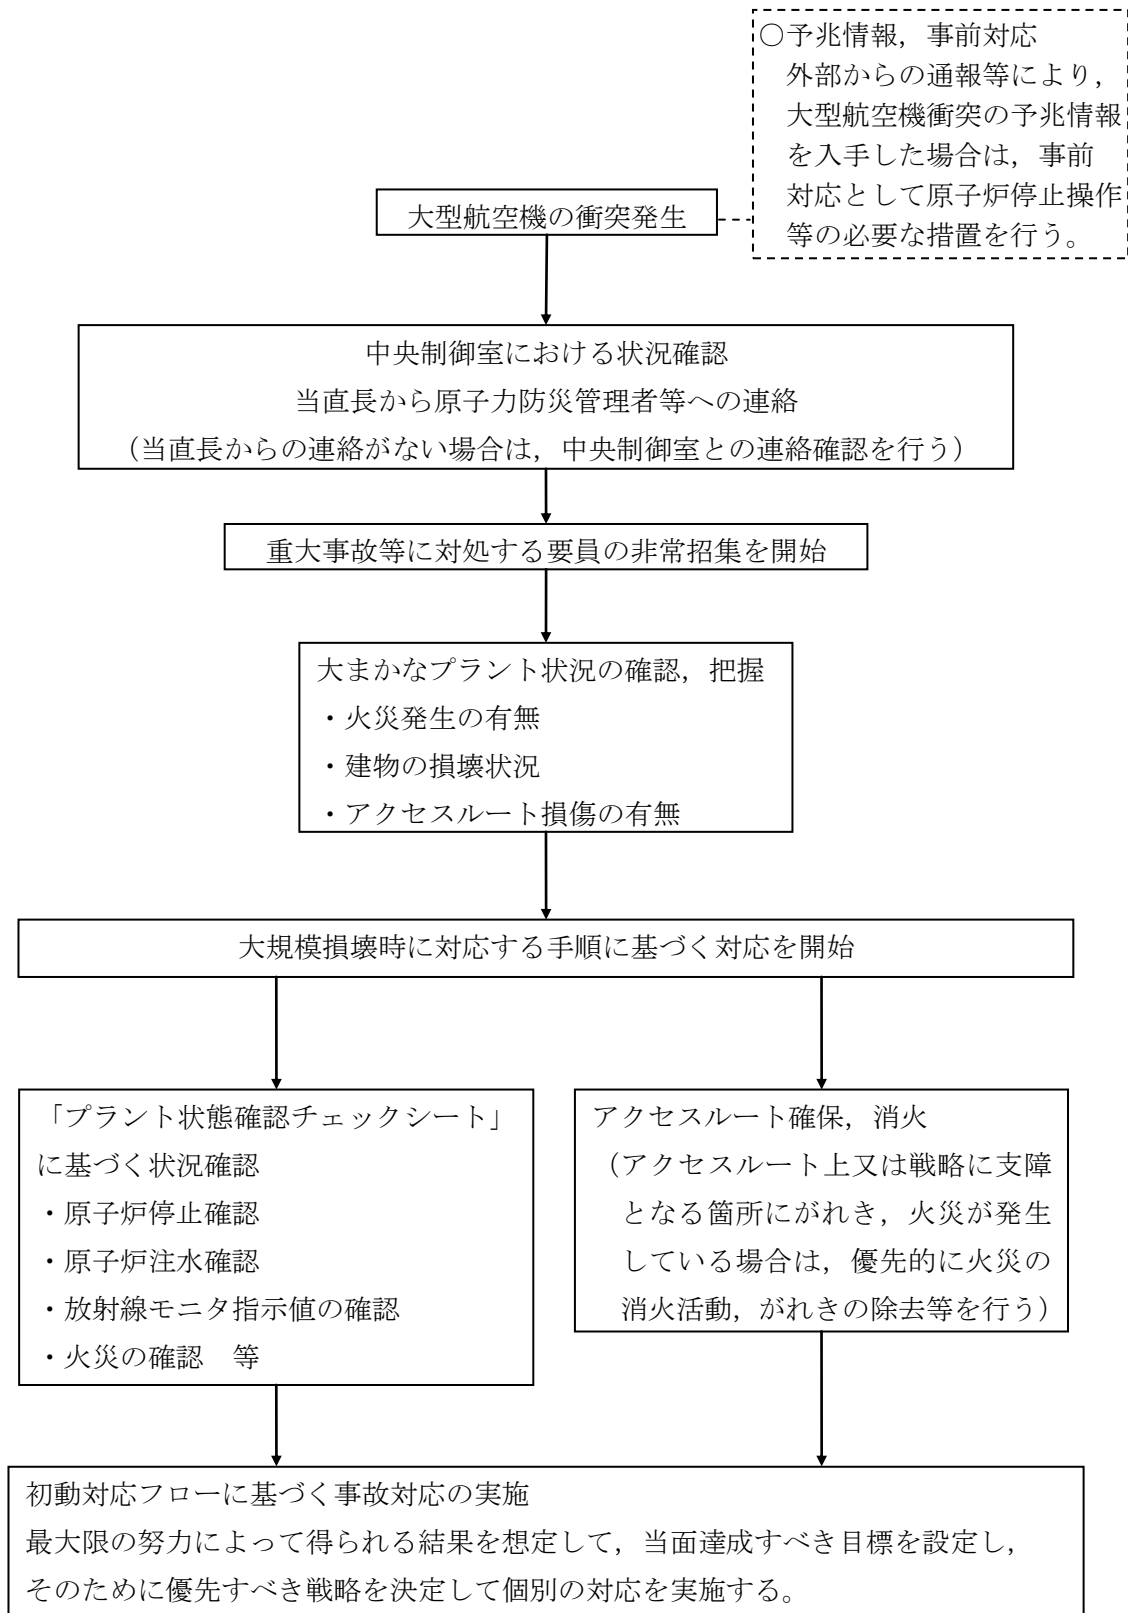 ○予兆情報，事前対応
外部からの通報等により，
大型航空機衝突の予兆情報
を入手した場合は，事前
対応として原子炉停止操作
等の必要な措置を行う。
大型航空機の衝突発生
中央制御室における状況確認
当直長から原子力防災管理者等への連絡
（当直長からの連絡がない場合は，中央制御室との連絡確認を行う）
重大事故等に対処する要員の非常招集を開始
大まかなプラント状況の確認，把握
・火災発生の有無
・建物の損壊状況
・アクセスルート損傷の有無
大規模損壊時に対応する手順に基づく対応を開始
「プラント状態確認チェックシート」
に基づく状況確認
・原子炉停止確認
・原子炉注水確認
・放射線モニタ指示値の確認
・火災の確認　等
アクセスルート確保，消火
（アクセスルート上又は戦略に支障
となる箇所にがれき，火災が発生
している場合は，優先的に火災の
消火活動，がれきの除去等を行う）
初動対応フローに基づく事故対応の実施
最大限の努力によって得られる結果を想定して，当面達成すべき目標を設定し，
そのために優先すべき戦略を決定して個別の対応を実施する。